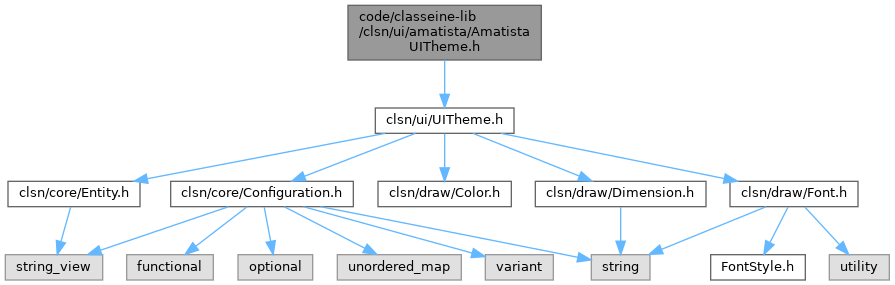 code/classeine-lib
/clsn/ui/amatista/Amatista
UITheme.h
clsn/ui/UITheme.h
clsn/core/Entity.h
clsn/core/Configuration.h
clsn/draw/Color.h
clsn/draw/Dimension.h
clsn/draw/Font.h
string_view
functional
optional
unordered_map
variant
string
FontStyle.h
utility